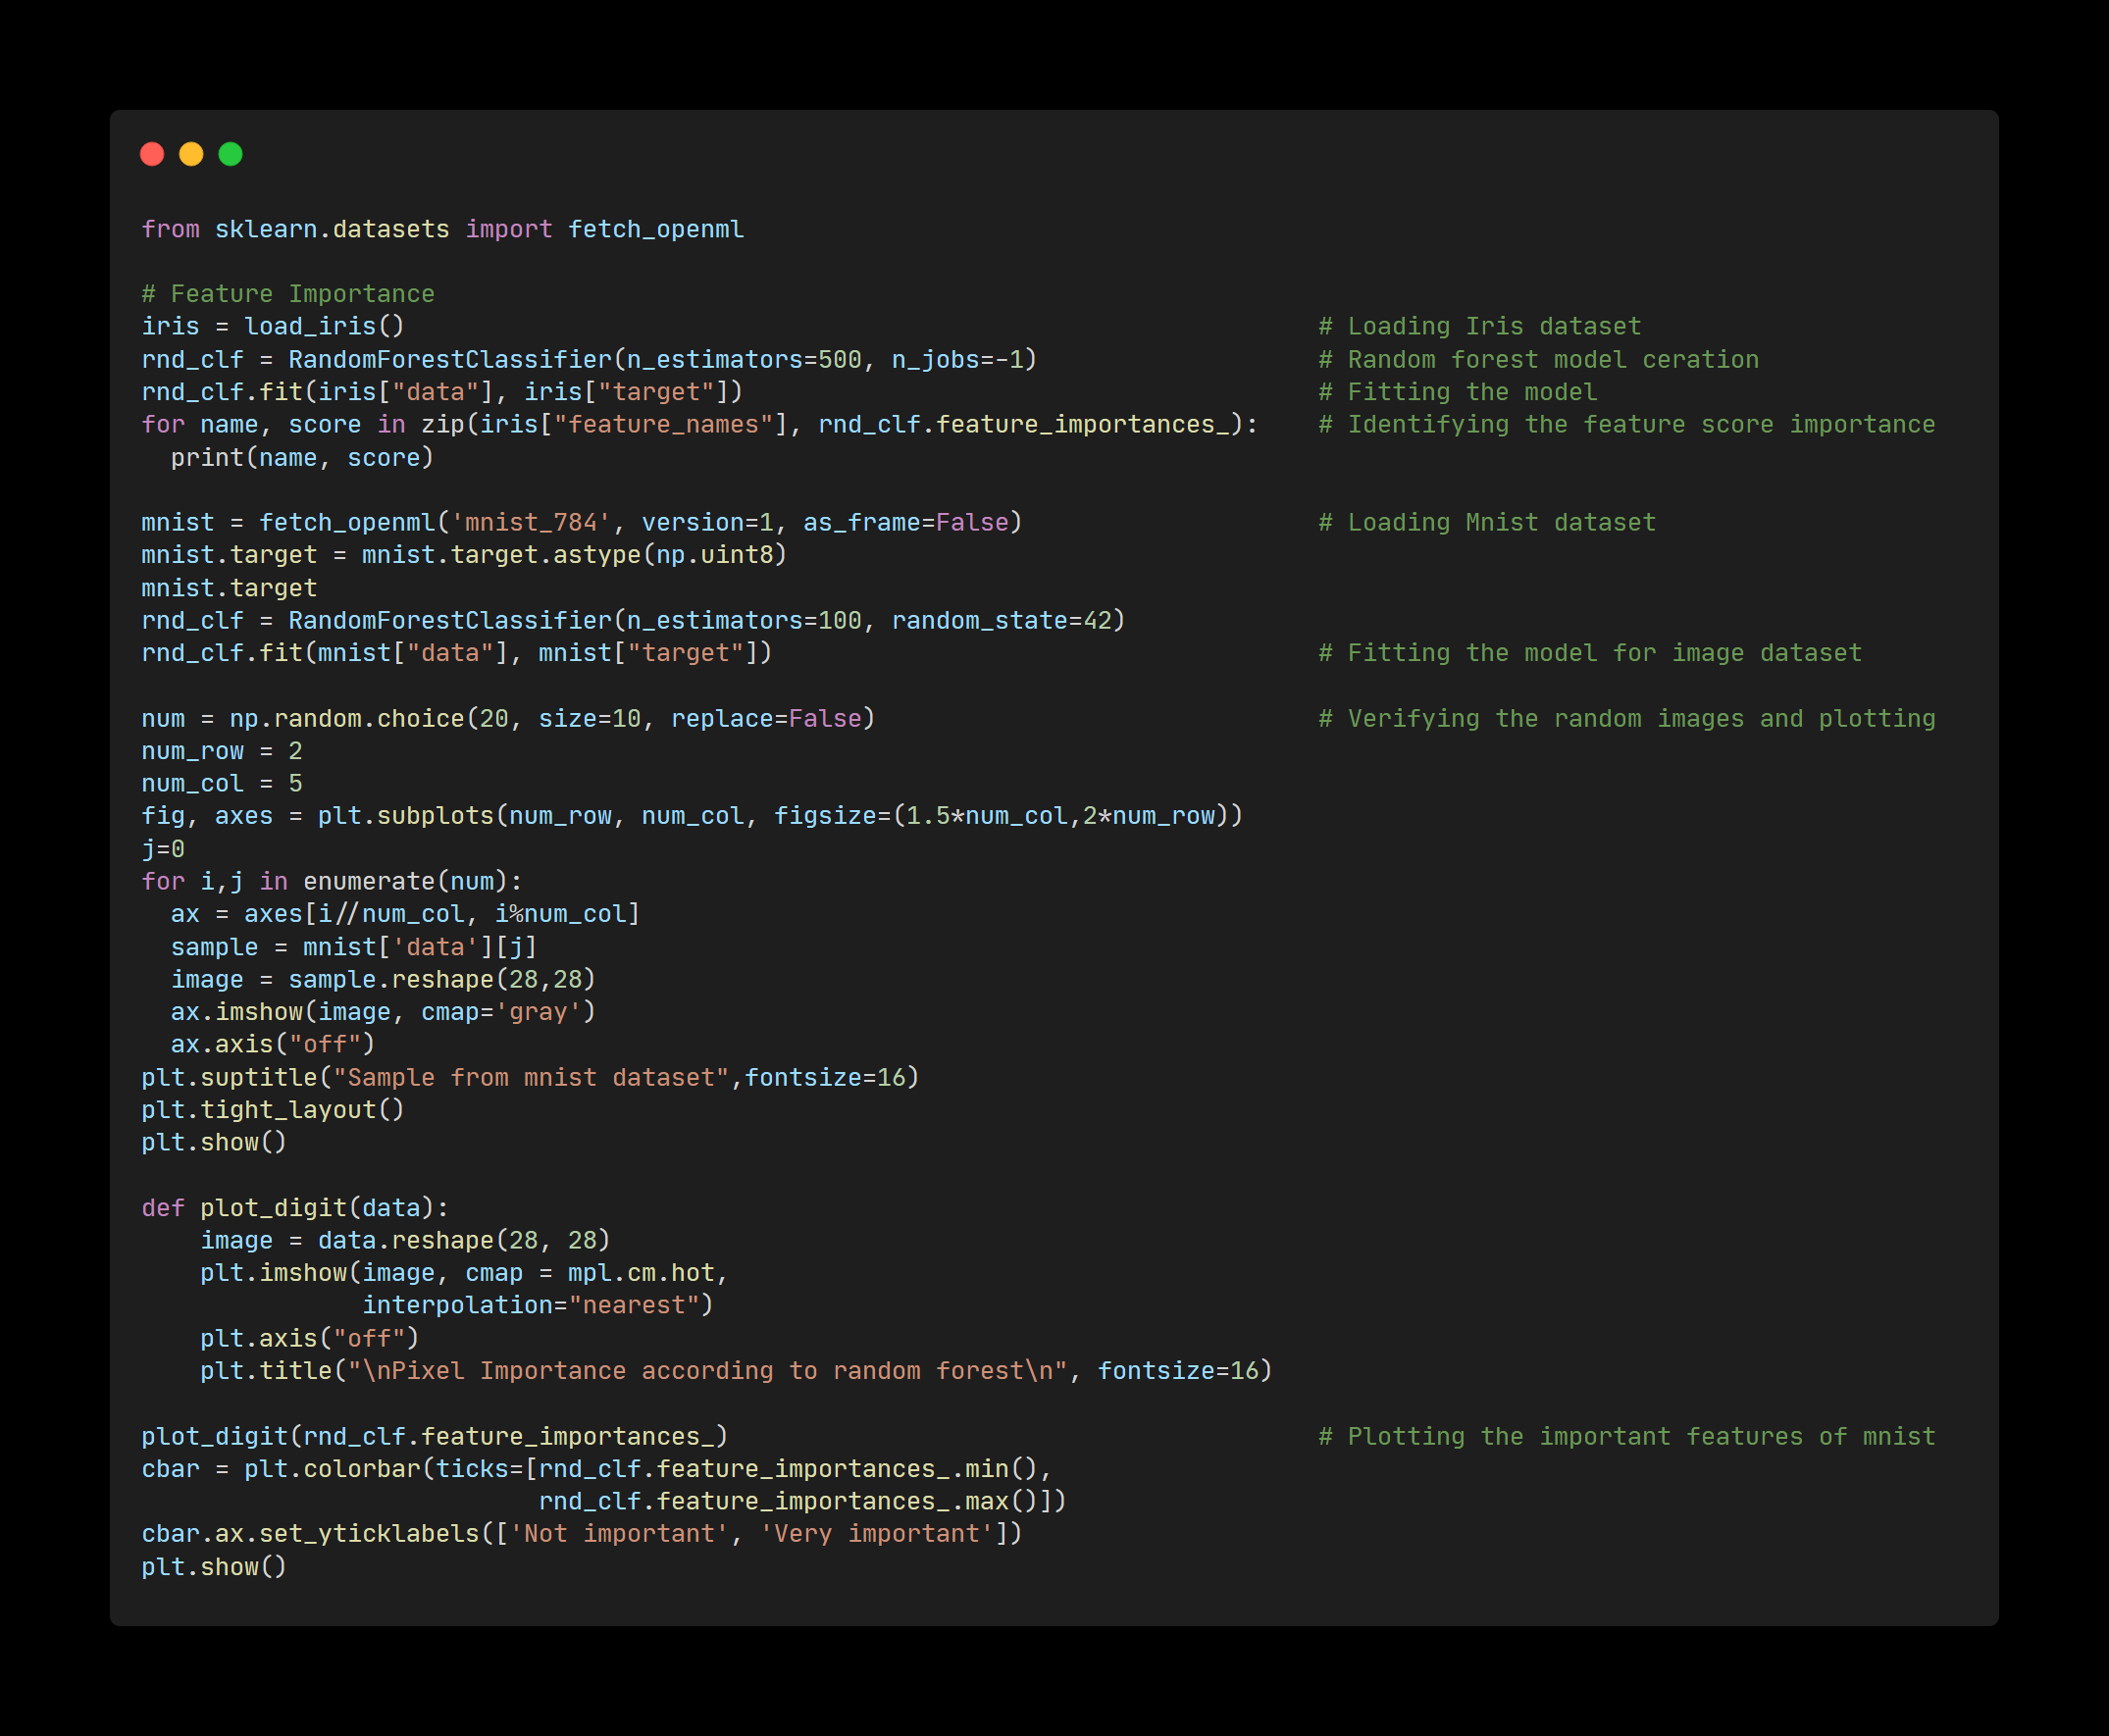 from sklearn.datasets import fetch_openml

# Feature Importance
iris = load_iris()                                                              # Loading Iris dataset
rnd_clf = RandomForestClassifier(n_estimators=500, n_jobs=-1)                   # Random forest model ceration
rnd_clf.fit(iris["data"], iris["target"])                                       # Fitting the model
for name, score in zip(iris["feature_names"], rnd_clf.feature_importances_):    # Identifying the feature score importance
  print(name, score)

mnist = fetch_openml('mnist_784', version=1, as_frame=False)                    # Loading Mnist dataset
mnist.target = mnist.target.astype(np.uint8)
mnist.target
rnd_clf = RandomForestClassifier(n_estimators=100, random_state=42)
rnd_clf.fit(mnist["data"], mnist["target"])                                     # Fitting the model for image dataset

num = np.random.choice(20, size=10, replace=False)                              # Verifying the random images and plotting
num_row = 2
num_col = 5
fig, axes = plt.subplots(num_row, num_col, figsize=(1.5*num_col,2*num_row))
j=0
for i,j in enumerate(num):
  ax = axes[i//num_col, i%num_col]
  sample = mnist['data'][j]
  image = sample.reshape(28,28)
  ax.imshow(image, cmap='gray')
  ax.axis("off")
plt.suptitle("Sample from mnist dataset",fontsize=16)
plt.tight_layout()
plt.show()

def plot_digit(data):
    image = data.reshape(28, 28)
    plt.imshow(image, cmap = mpl.cm.hot,
               interpolation="nearest")
    plt.axis("off")
    plt.title("\nPixel Importance according to random forest\n", fontsize=16)

plot_digit(rnd_clf.feature_importances_)                                        # Plotting the important features of mnist
cbar = plt.colorbar(ticks=[rnd_clf.feature_importances_.min(),
                           rnd_clf.feature_importances_.max()])
cbar.ax.set_yticklabels(['Not important', 'Very important'])
plt.show()